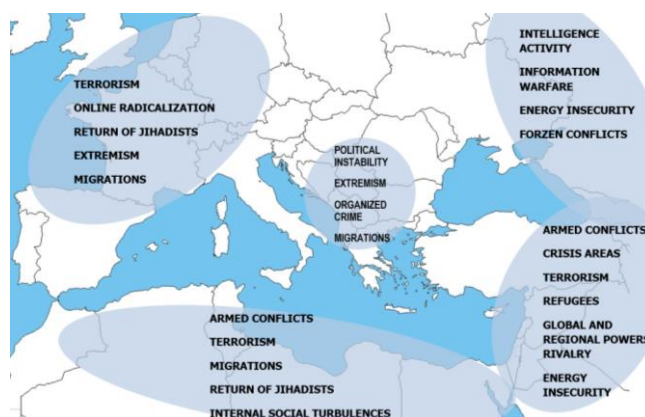 TERRORISM
ONLINE RADICALIZATION
RETURN OF JIHADISTS
EXTREMISM
MIGRATIONS
INTELLIGENCE
ACTIVITY
INFORMATION
WARFARE
ENERGY INSECURITY
FORZEN CONFLICTS
POLITICAL
INSTABILITY
EXTREMISM
ORGANIZED
CRIME
MIGRATIONS
ARMED CONFLICTS
CRISIS AREAS
TERRORISM
REFUGEES
GLOBAL AND
REGIONAL POWERS
RIVALRY
ENERGY
INSECURITY
ARMED CONFLICTS
TERRORISM
MIGRATIONS
RETURN OF JIHADISTS
INTERNAL SOCIAL TURBULENCES